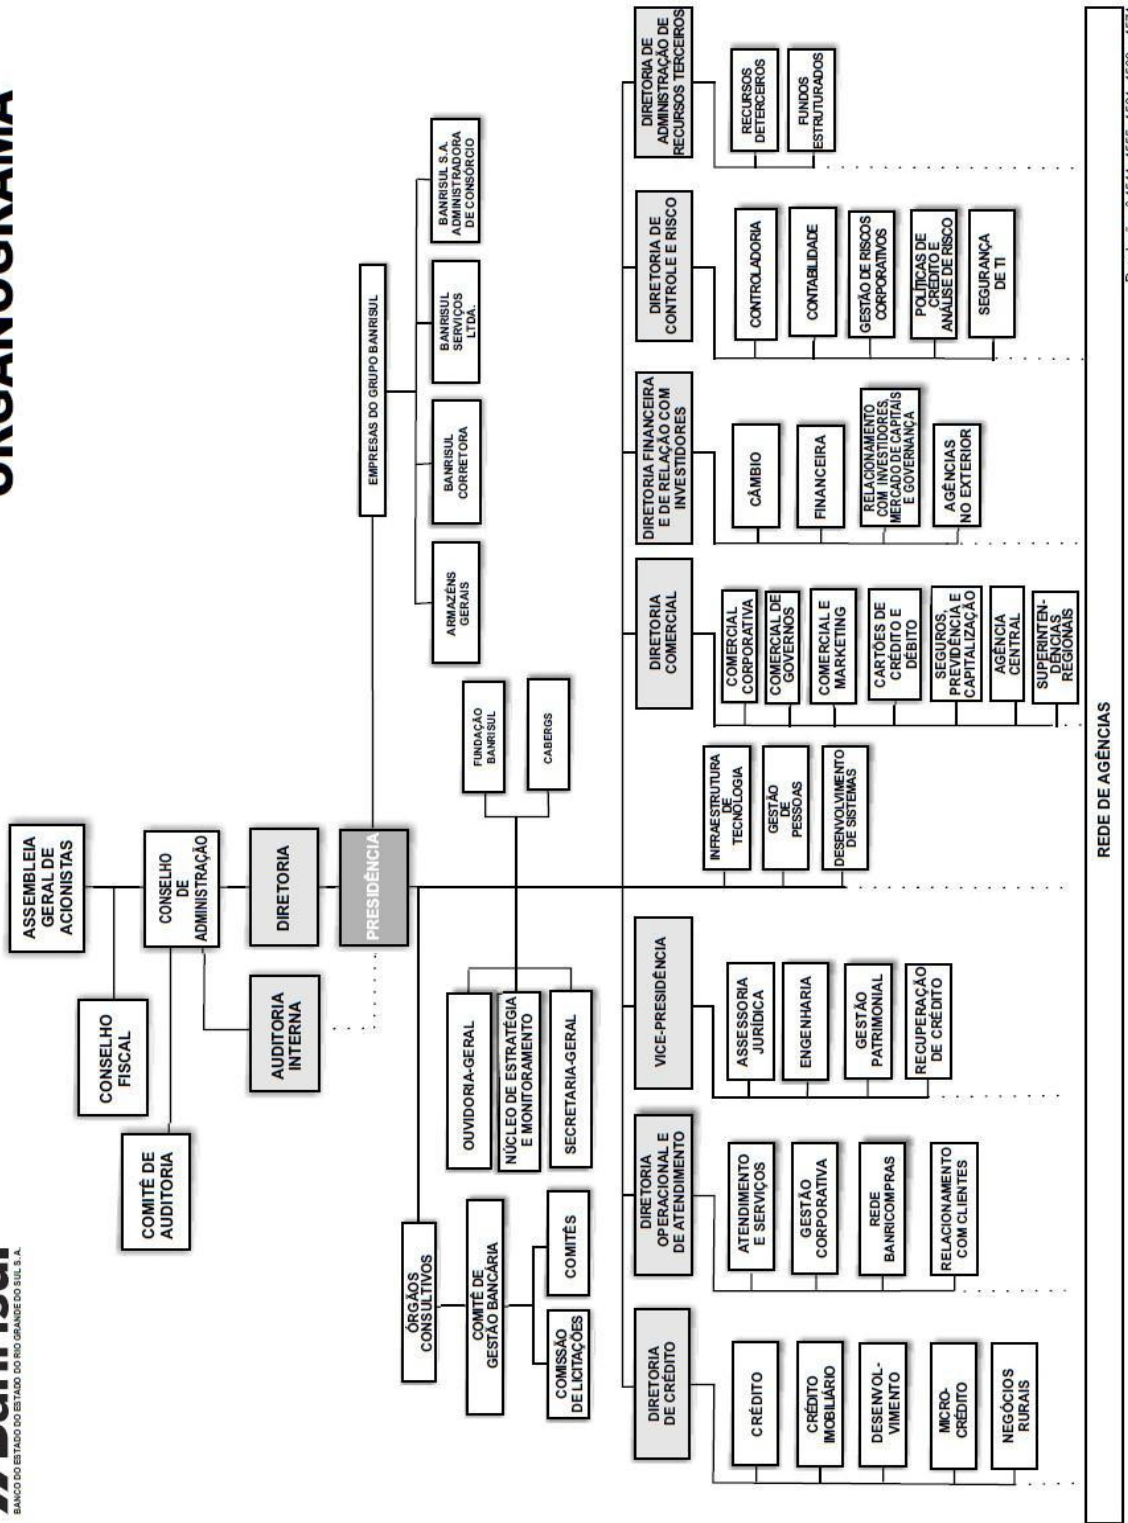 Banrisul
BANCO DO ESTADO DO ESTADO DO RIO GRANDE DO SUL S.A.
ORGANOGRAMA
ASSEMBLEIA
GERAL DE
ACIONISTAS
CONSELHO
FISCAL
CONSELHO
DE
ADMINISTRAÇÃO
COMITÊ DE
AUDITORIA
DIRETORIA
AUDITORIA
INTERNA
PRESIDÊNCIA
EMPRESAS DO GRUPO BANRISUL
ARMAZÉNS
GERAIS
BANRISUL
CORRETORA
BANRISUL
SERVIÇOS
LTDA.
BANRISUL S.A.
ADMINISTRADORA
DE CONSÓRCIO
ÓRGÃOS
CONSULTIVOS
COMITÊ DE
GESTÃO BANCÁRIA
COMISSÃO
DE LICITAÇÕES
COMITÊS
OUVIDORIA-GERAL
NÚCLEO DE ESTRATÉGIA
E MONITORAMENTO
SECRETARIA-GERAL
FUNDAÇÃO
BANRISUL
CABERGS
DIRETORIA
DE CRÉDITO
CRÉDITO
CRÉDITO
IMOBILIÁRIO
DESENVOL-
VIMENTO
MICRO-
CRÉDITO
NEGÓCIOS
RURAIS
DIRETORIA
OPERACIONAL E
DE ATENDIMENTO
ATENDIMENTO
E SERVIÇOS
GESTÃO
CORPORATIVA
REDE
BANRICOMPRAS
RELACIONAMENTO
COM CLIENTES
VICE-PRESIDÊNCIA
ASSESSORIA
JURÍDICA
ENGENHARIA
GESTÃO
PATRIMONIAL
RECUPERAÇÃO
DE CRÉDITO
INFRAESTRUTURA
DE
TECNOLOGIA
GESTÃO
DE
PESSOAS
DESENVOLVIMENTO
DE SISTEMAS
DIRETORIA
COMERCIAL
COMERCIAL
CORPORATIVA
COMERCIAL DE
GOVERNOS
COMERCIAL E
MARKETING
CARTÕES DE
CRÉDITO E
DÉBITO
SEGUROS,
PREVIDÊNCIA E
CAPITALIZAÇÃO
AGÊNCIA
CENTRAL
SUPERINTEN-
DÊNCIAS
REGIONAIS
DIRETORIA FINANCEIRA
E DE RELAÇÃO COM
INVESTIDORES
CÂMBIO
FINANCEIRA
RELACIONAMENTO
COM INVESTIDORES,
MERCADO DE CAPITAIS
E GOVERNANÇA
AGÊNCIAS
NO EXTERIOR
DIRETORIA DE
CONTROLE E RISCO
CONTROLADORIA
CONTABILIDADE
GESTÃO DE RISCOS
CORPORATIVOS
POLÍTICAS DE
CRÉDITO E
ANÁLISE DE RISCO
SEGURANÇA
DE TI
DIRETORIA DE
ADMINISTRAÇÃO DE
RECURSOS TERCEIROS
RECURSOS
DETERCEIROS
FUNDOS
ESTRUTURADOS
REDE DE AGÊNCIAS